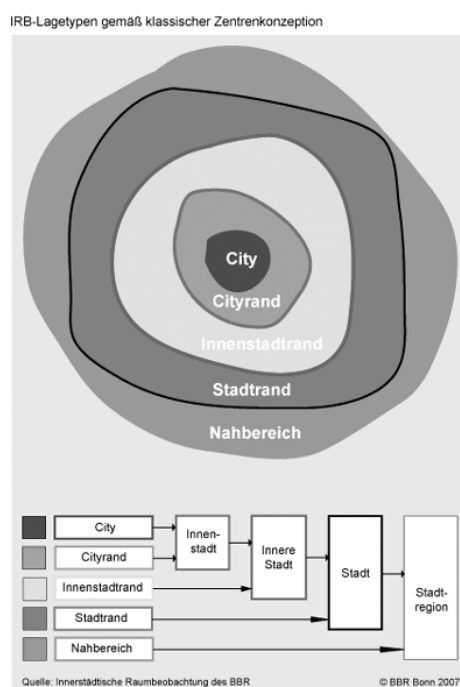 IRB-Lagetypen gemäß klassischer Zentrenkonzeption
City
Cityrand
Innenstadtrand
Stadtrand
Nahbereich
City
Cityrand
Innenstadtrand
Stadtrand
Nahbereich
Innen-
stadt
Innere
Stadt
Stadt
Stadt-
region
Quelle: Innerstädtische Raumbeobachtung des BBR
© BBR Bonn 2007